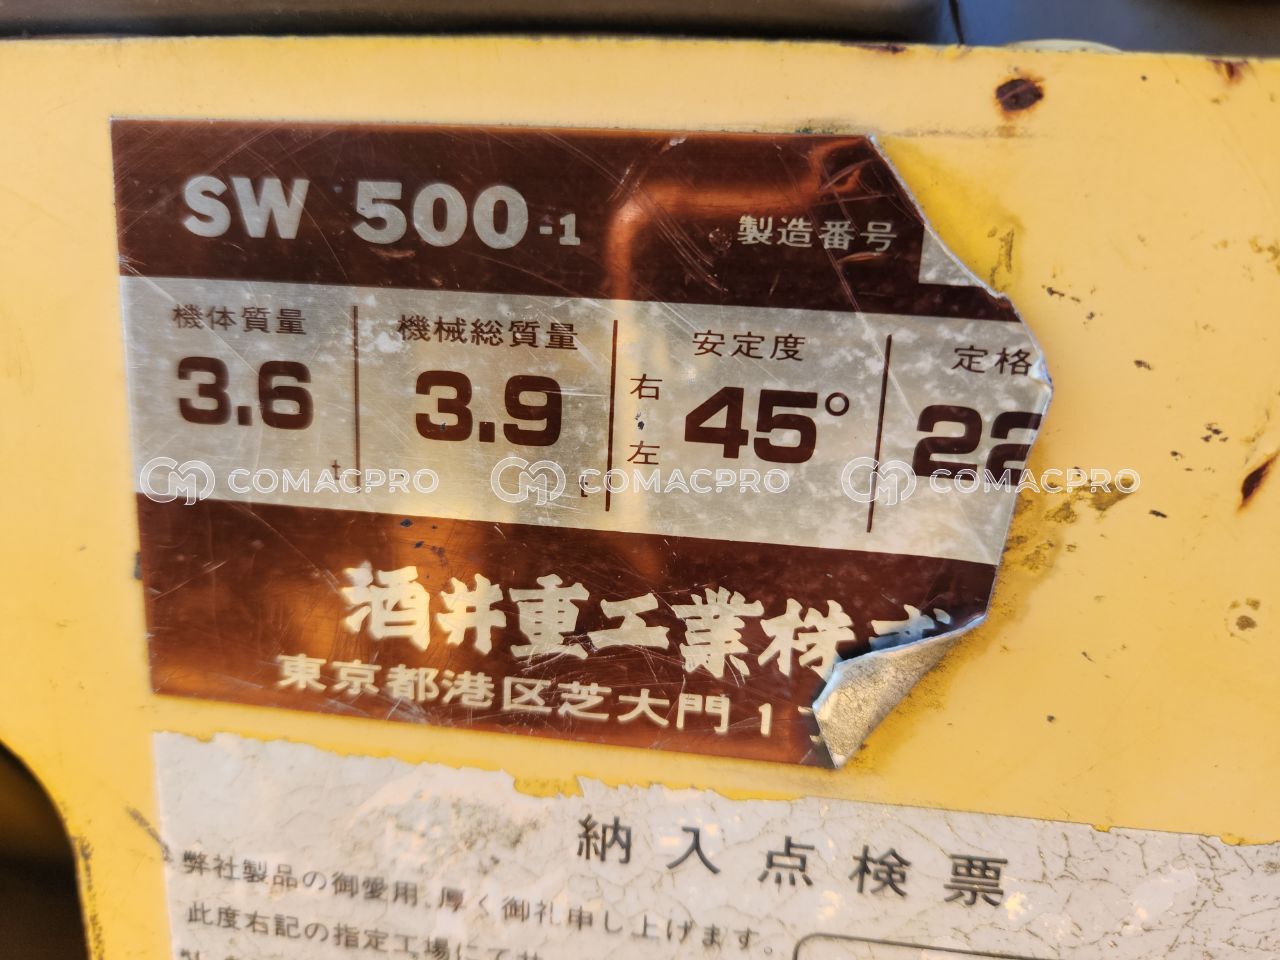 SW 500-1 製造番号
機体質量 機械総質量 安定度 定格
3.6 t 3.9 t 右 左 45° 22
COMACPRO COMACPRO COMACPRO
酒井重工業株式
東京都港区芝大門1
納入点検票
弊社製品の御愛用、厚く御礼申し上げます。
此度右記の指定工場にて